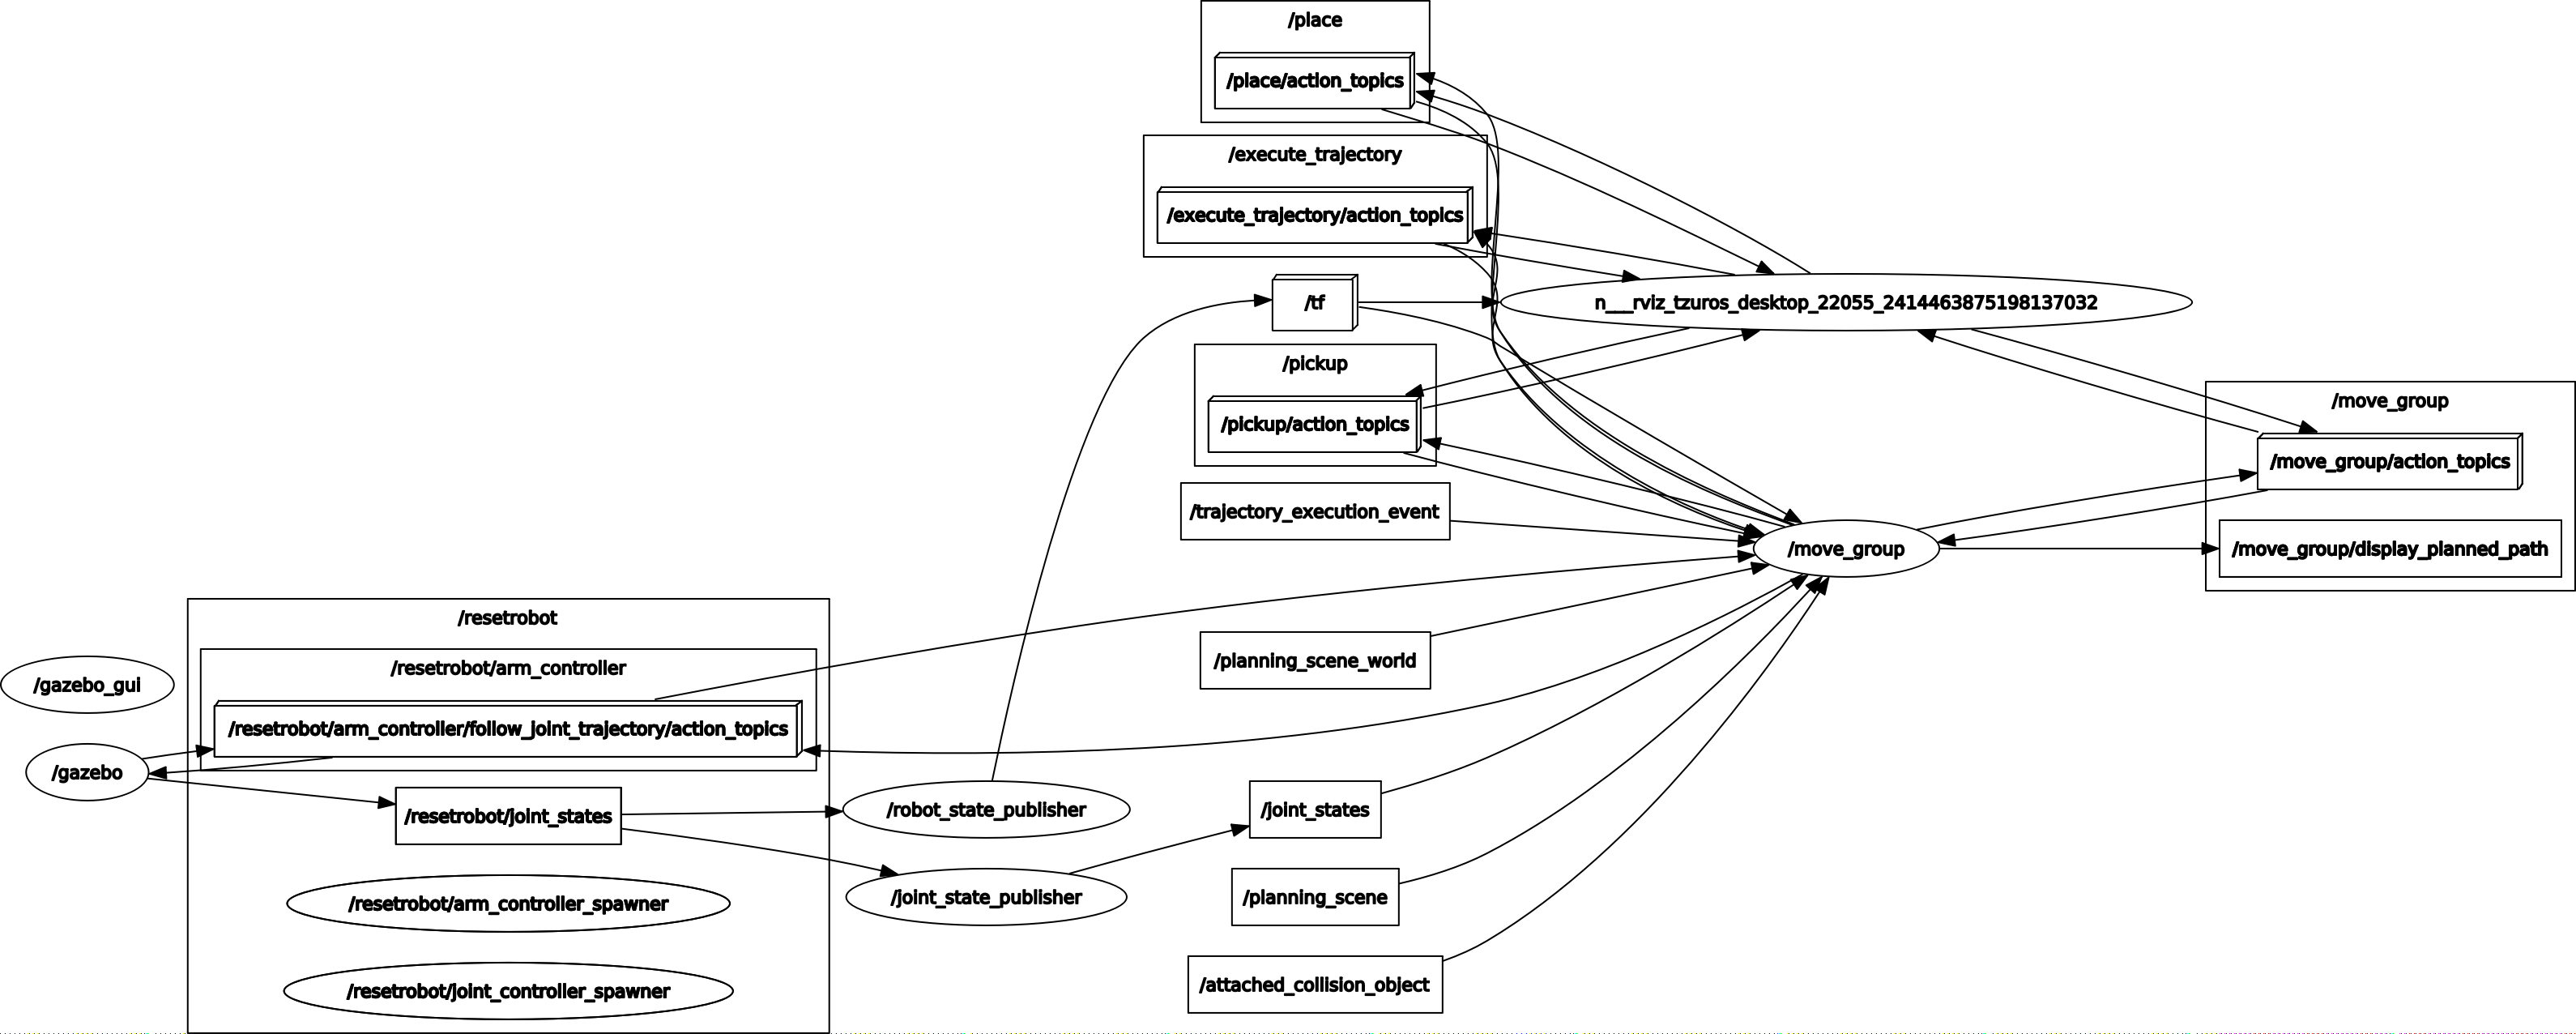 /place
/place/action_topics
/execute_trajectory
/execute_trajectory/action_topics
/tf
n___rviz_tzuros_desktop_22055_2414463875198137032
/pickup
/pickup/action_topics
/move_group
/move_group/action_topics
/trajectory_execution_event
/move_group
/move_group/display_planned_path
/resetrobot
/resetrobot/arm_controller
/planning_scene_world
/gazebo_gui
/resetrobot/arm_controller/follow_joint_trajectory/action_topics
/gazebo
/resetrobot/joint_states
/robot_state_publisher
/joint_states
/resetrobot/arm_controller_spawner
/joint_state_publisher
/planning_scene
/resetrobot/joint_controller_spawner
/attached_collision_object